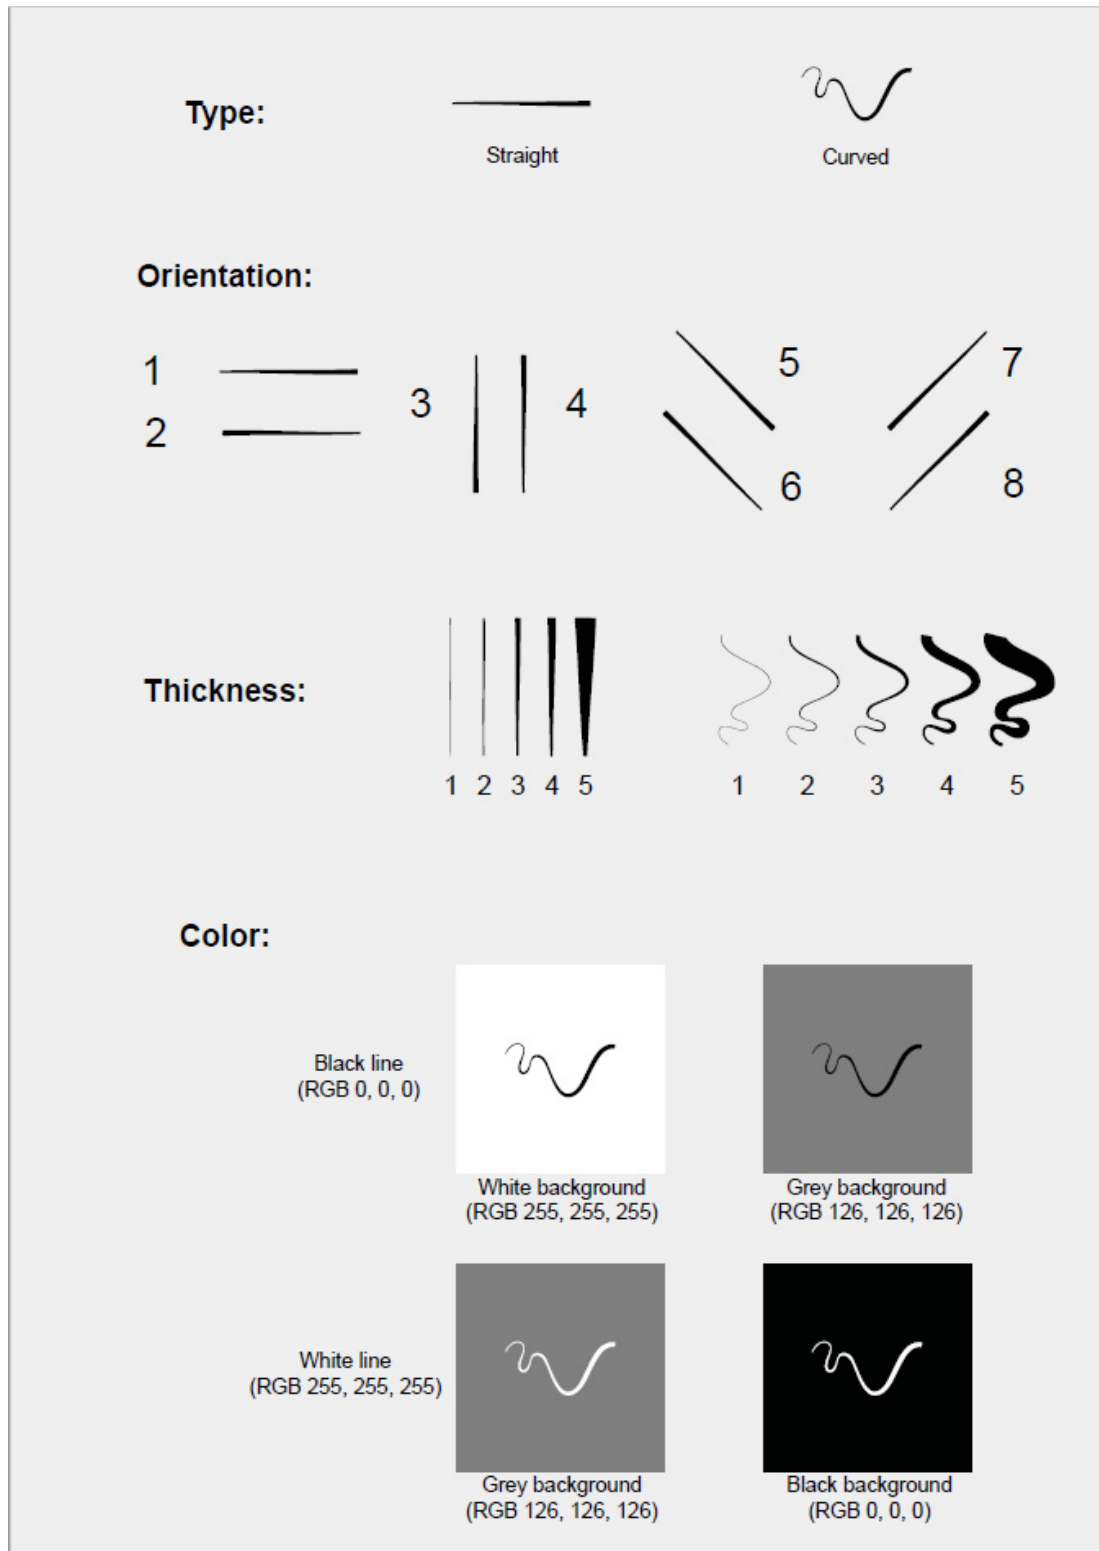 Type:
Straight
Curved
Orientation:
1
2
3
4
5
6
7
8
Thickness:
1 2 3 4 5
1 2 3 4 5
Color:
Black line
(RGB 0, 0, 0)
White background
(RGB 255, 255, 255)
Grey background
(RGB 126, 126, 126)
White line
(RGB 255, 255, 255)
Grey background
(RGB 126, 126, 126)
Black background
(RGB 0, 0, 0)